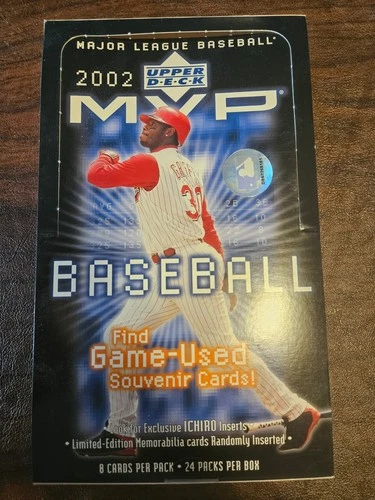 MAJOR LEAGUE BASEBALL®
2002
UPPER
DECK
MVP®
30
BASEBALL
Find
Game-Used
Souvenir Cards!
Look for Exclusive ICHIRO Inserts
• Limited-Edition Memorabilia cards Randomly Inserted •
8 CARDS PER PACK • 24 PACKS PER BOX